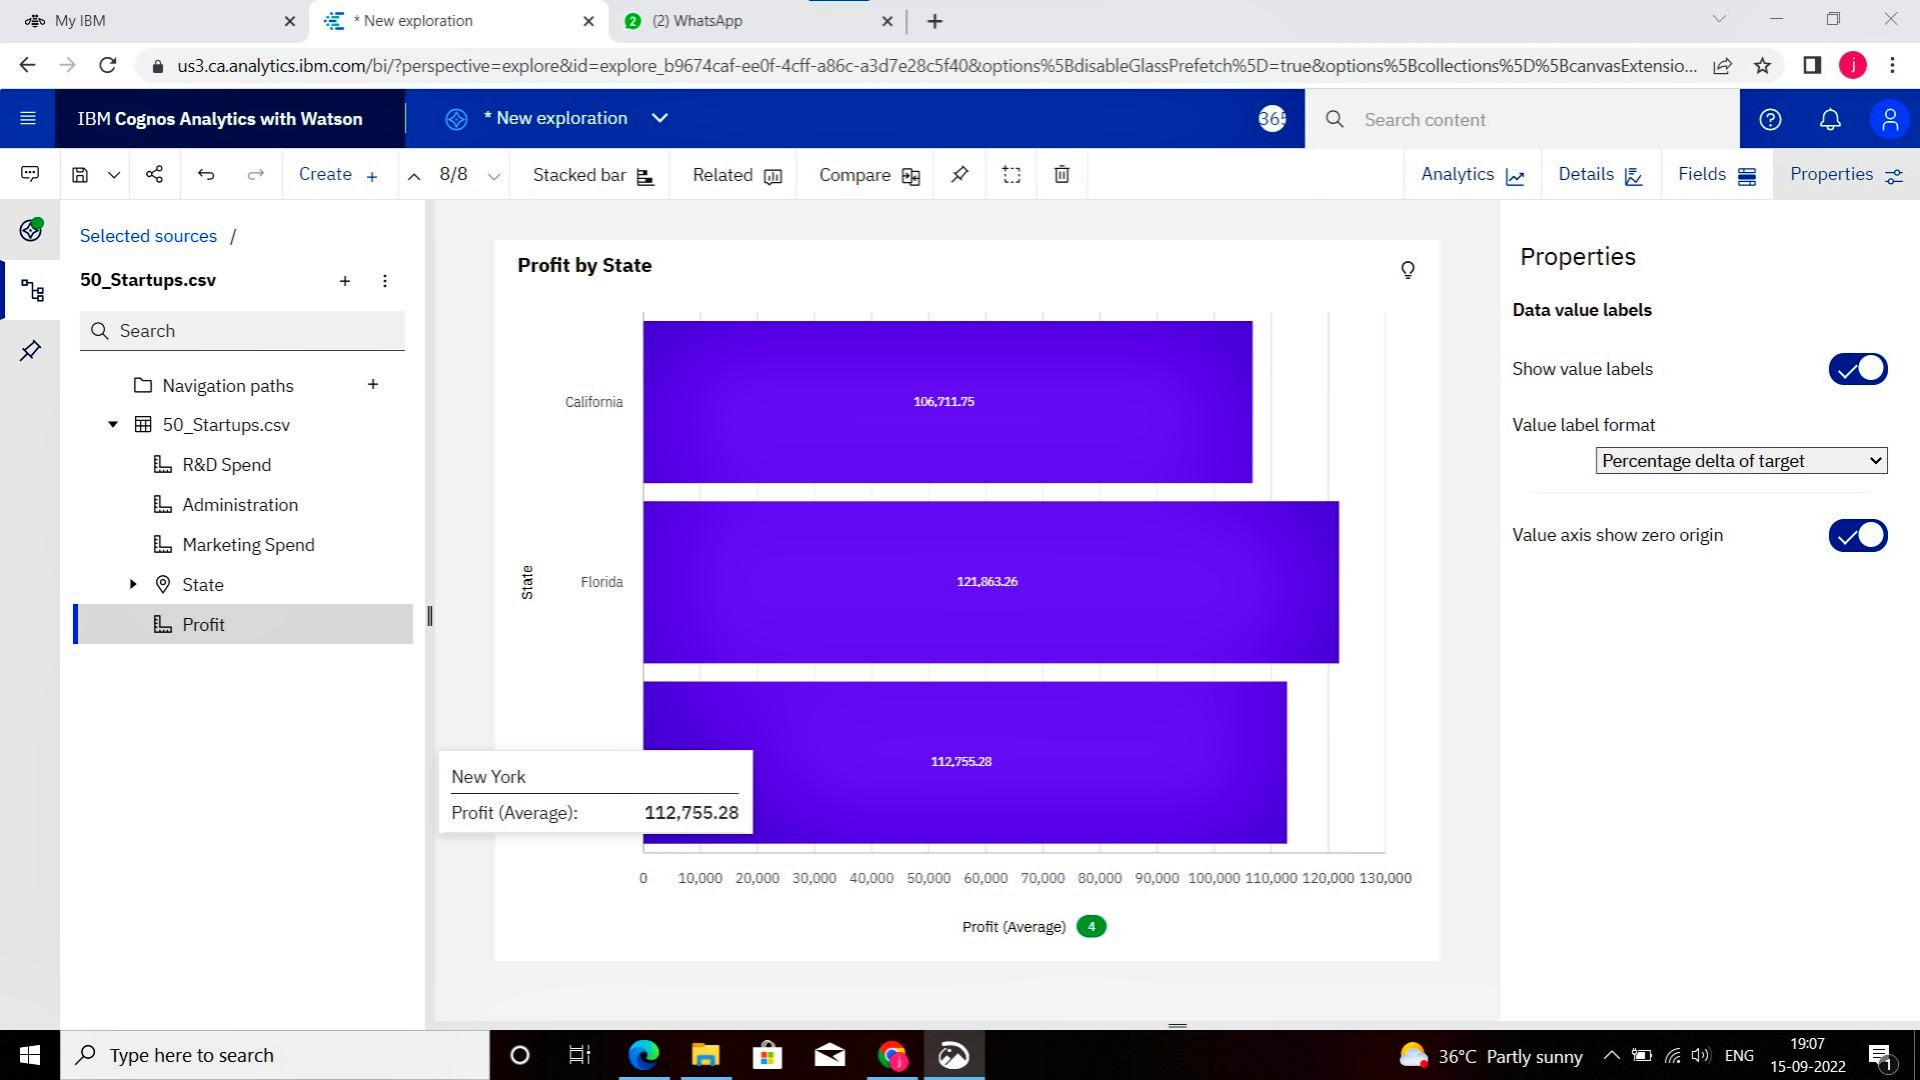 My IBM
* New exploration
2 (2) WhatsApp
us3.ca.analytics.ibm.com/bi/?perspective=explore&id=explore_b9674caf-ee0f-4cff-a86c-a3d7e28c5f40&options%5BdisableGlassPrefetch%5D=true&options%5Bcollections%5D%5BcanvasExtensio...
j
IBM Cognos Analytics with Watson
* New exploration
365
Search content
Create
8/8
Stacked bar
Related
Compare
Analytics
Details
Fields
Properties
Selected sources /
50_Startups.csv
Search
Navigation paths
50_Startups.csv
R&D Spend
Administration
Marketing Spend
State
Profit
Profit by State
State
California
106,711.75
Florida
121,863.26
112,755.28
New York
Profit (Average): 112,755.28
0 10,000 20,000 30,000 40,000 50,000 60,000 70,000 80,000 90,000 100,000 110,000 120,000 130,000
Profit (Average) 4
Properties
Data value labels
Show value labels
Value label format
Percentage delta of target
Value axis show zero origin
Type here to search
j
36°C Partly sunny
ENG
19:07
15-09-2022
1